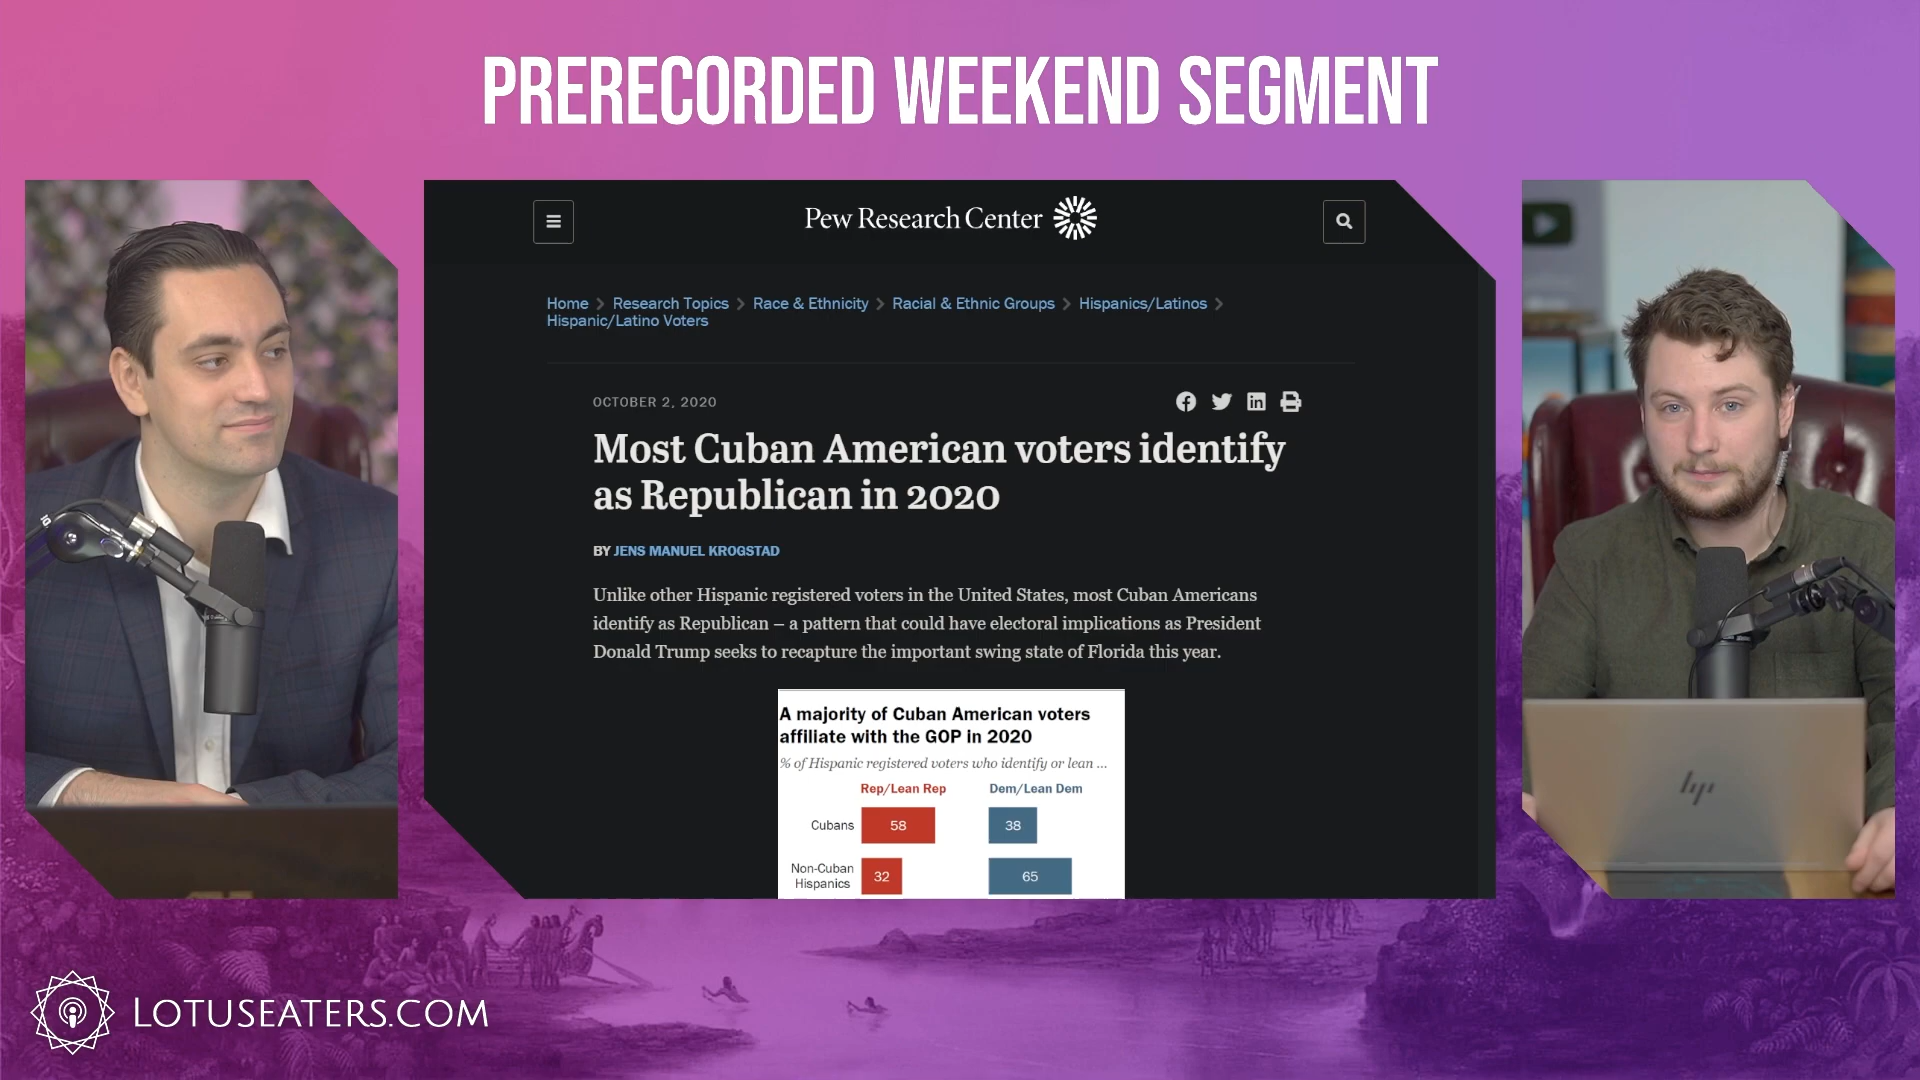 PRERECORDED WEEKEND SEGMENT
Pew Research Center
Home > Research Topics > Race & Ethnicity > Racial & Ethnic Groups > Hispanics/Latinos >
Hispanic/Latino Voters
OCTOBER 2, 2020
Most Cuban American voters identify
as Republican in 2020
BY JENS MANUEL KROGSTAD
Unlike other Hispanic registered voters in the United States, most Cuban Americans
identify as Republican – a pattern that could have electoral implications as President
Donald Trump seeks to recapture the important swing state of Florida this year.
A majority of Cuban American voters
affiliate with the GOP in 2020
% of Hispanic registered voters who identify or lean ...
Rep/Lean Rep Dem/Lean Dem
Cubans 58 38
Non-Cuban
Hispanics 32 65
hp
LOTUSEATERS.COM